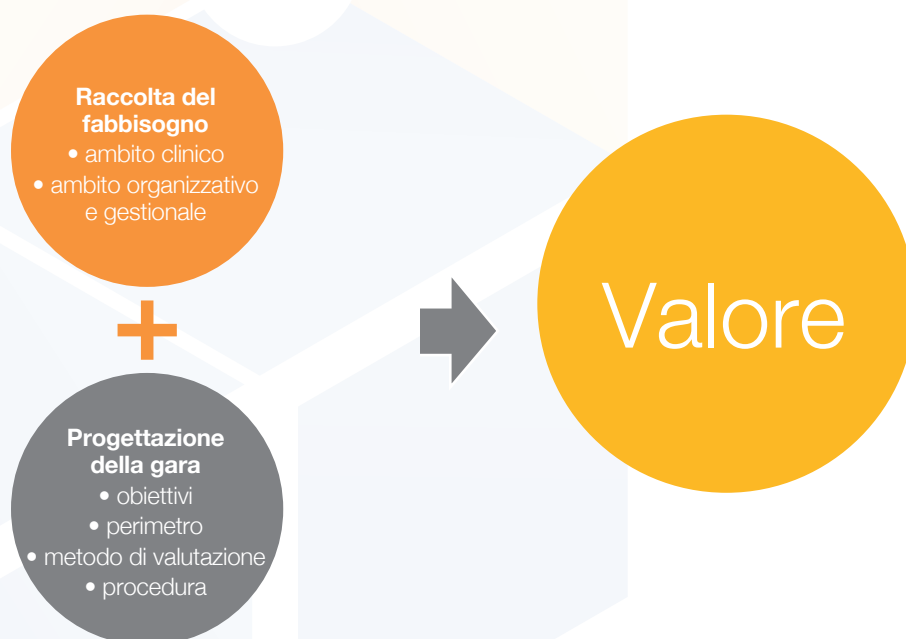 Raccolta del
fabbisogno
• ambito clinico
• ambito organizzativo
e gestionale
+
Progettazione
della gara
• obiettivi
• perimetro
• metodo di valutazione
• procedura
Valore